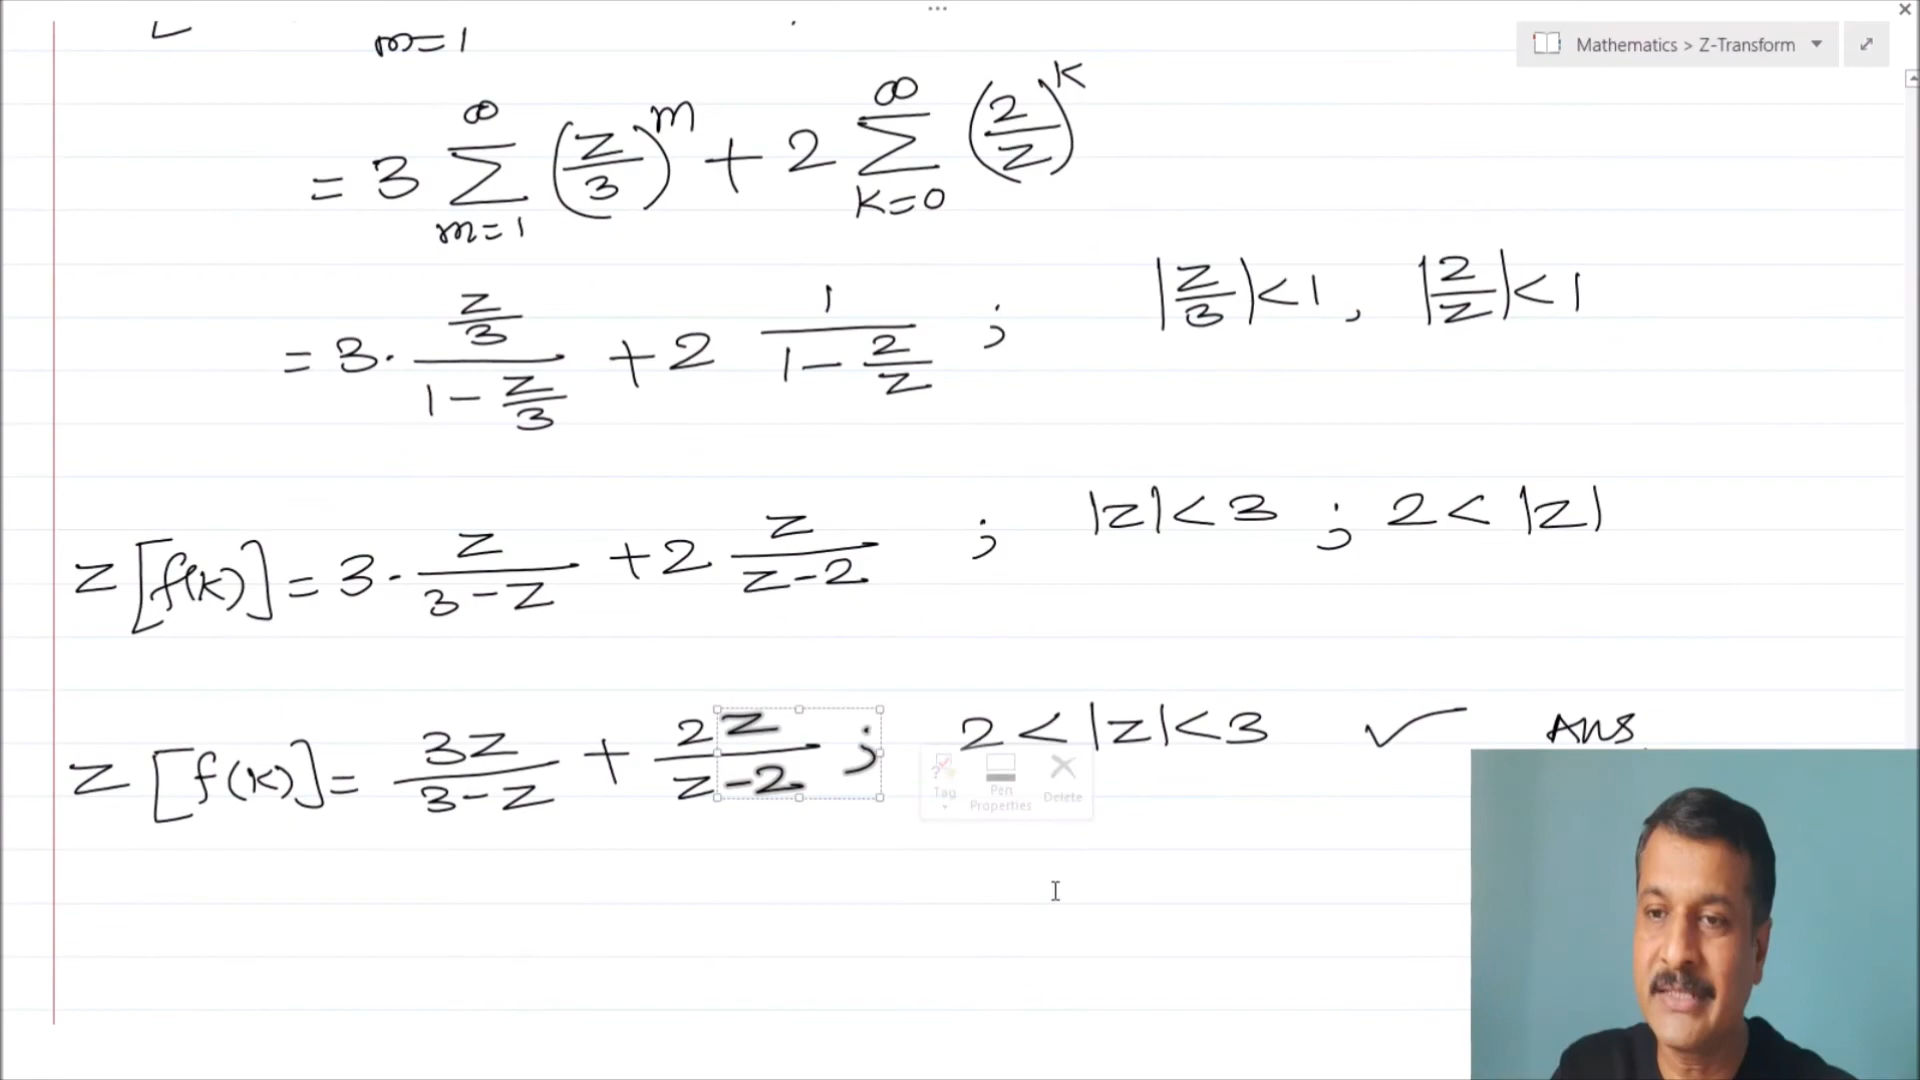 Mathematics > Z-Transform
m=1
= 3 ∞∑m=1 (z/3)^m + 2 ∞∑k=0 (2/z)^k
= 3 · (z/3)/(1 − z/3) + 2 1/(1 − 2/z) ; |z/3| < 1 , |2/z| < 1
z[f(k)] = 3 · z/(3−z) + 2 z/(z−2) ; |z| < 3 ; 2 < |z|
z[f(k)] = 3z/(3−z) + 2z/(z−2) ; 2 < |z| < 3 ✓ Ans
Tag
Pen Properties
Delete